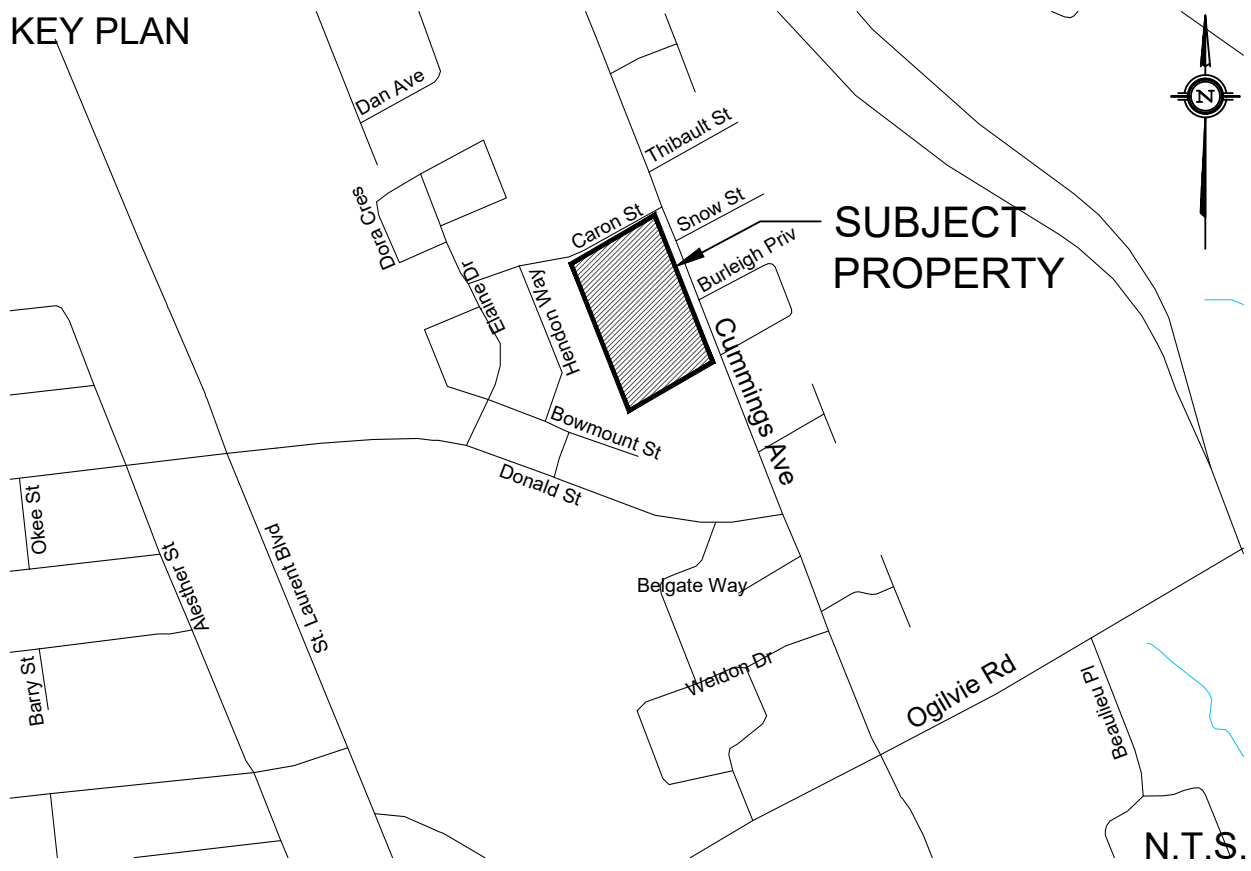 KEY PLAN
Dan Ave
Thibault St
N
Dora Cres
Snow St
Caron St
SUBJECT
PROPERTY
Burleigh Priv
Elaine Dr
Hendon Way
Cummings Ave
Bowmount St
Donald St
Okee St
St. Laurent Blvd
Alesther St
Belgate Way
Weldon Dr
Barry St
Ogilvie Rd
Beaulieu Pl
N.T.S.